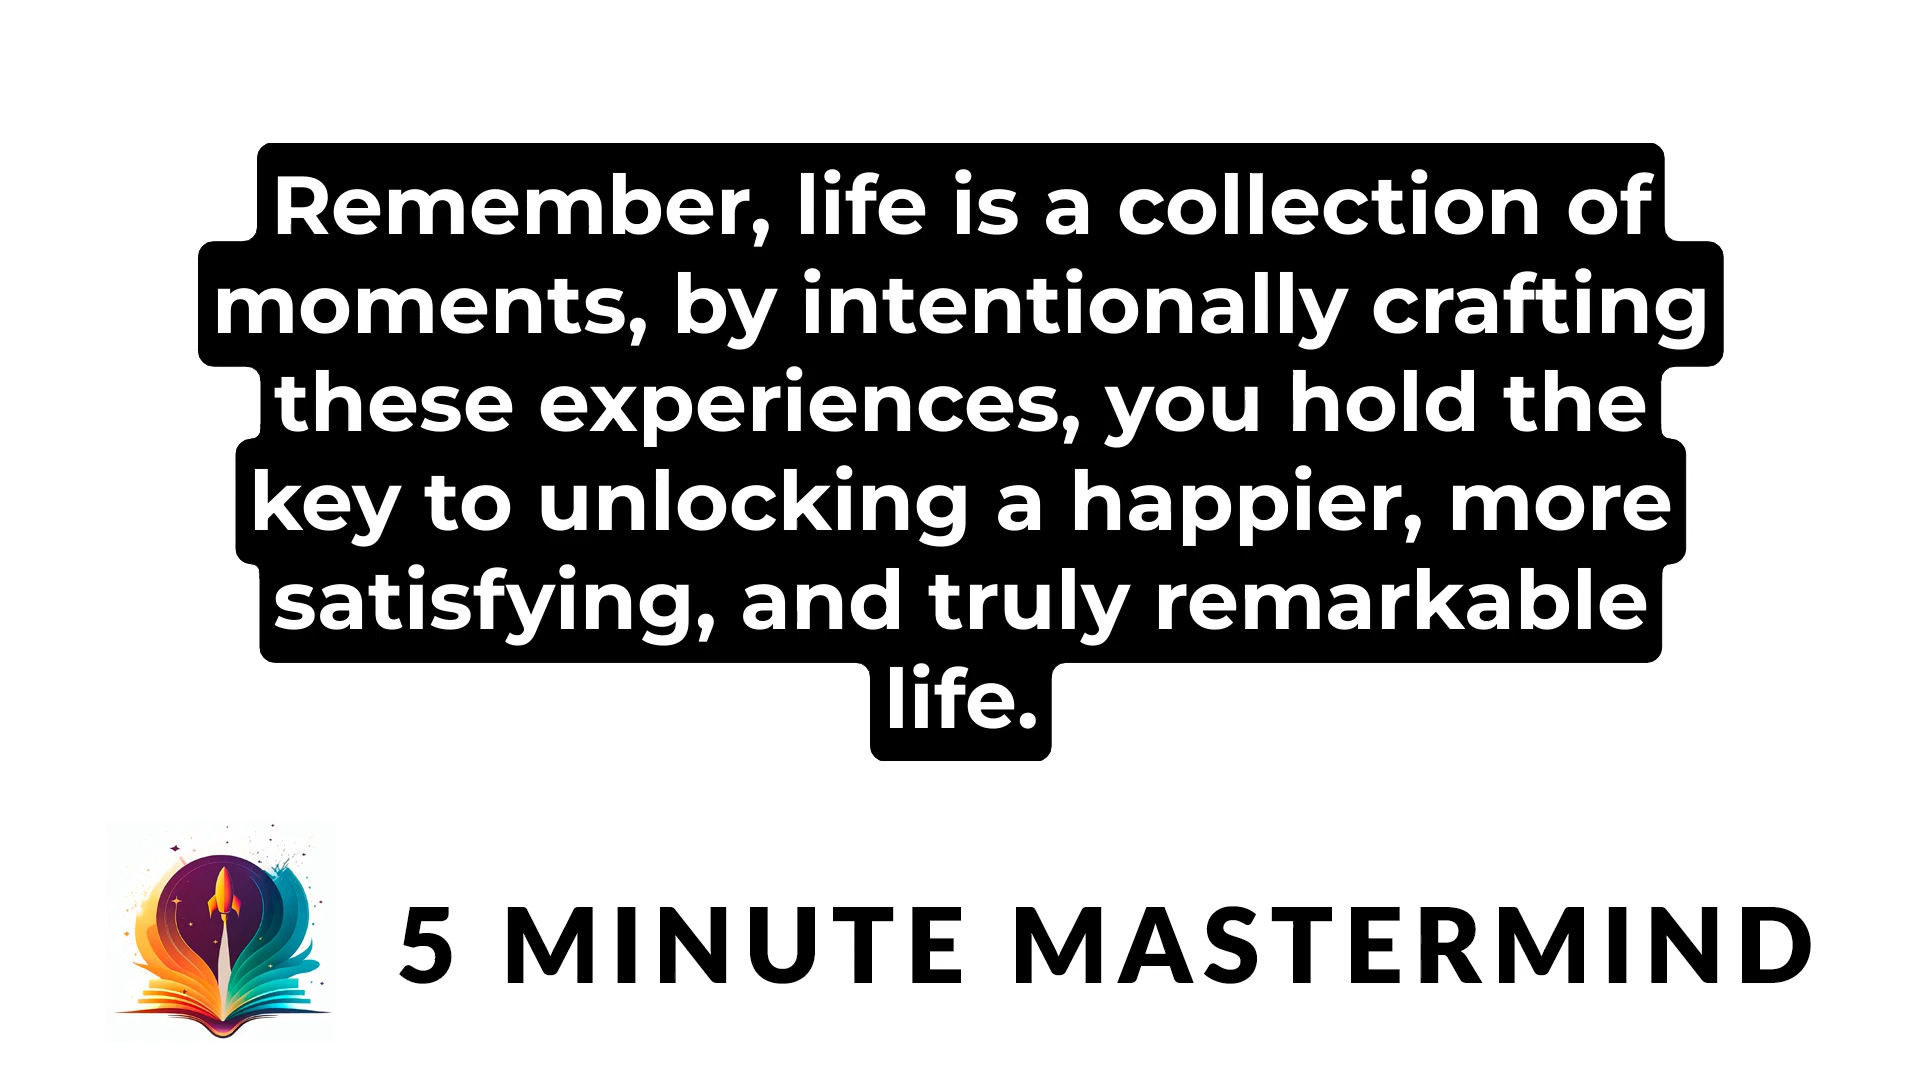 Remember, life is a collection of
moments, by intentionally crafting
these experiences, you hold the
key to unlocking a happier, more
satisfying, and truly remarkable
life.
5 MINUTE MASTERMIND